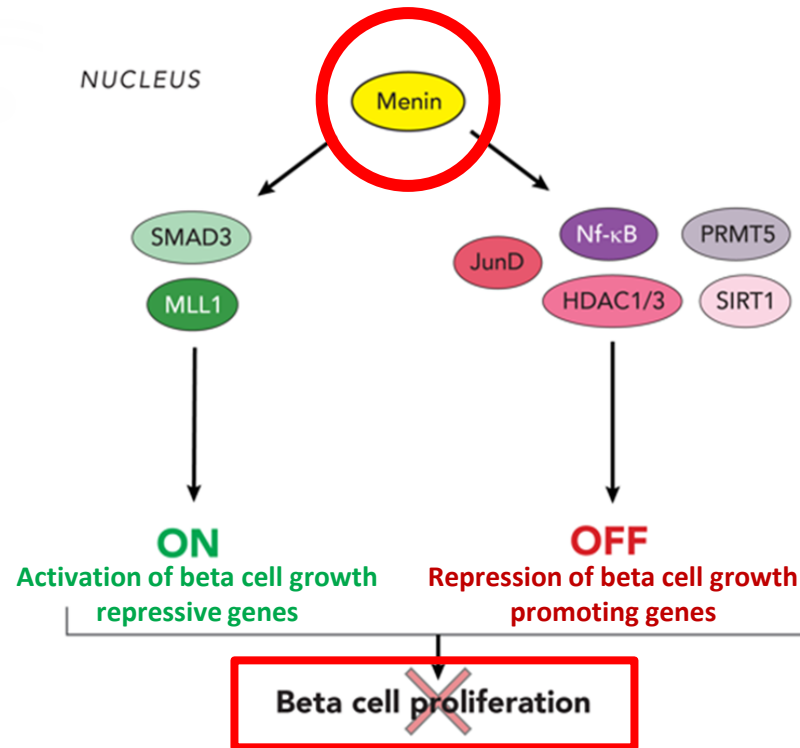 NUCLEUS
Menin
SMAD3
MLL1
Nf-κB
PRMT5
JunD
HDAC1/3
SIRT1
ON
Activation of beta cell growth
repressive genes
OFF
Repression of beta cell growth
promoting genes
Beta cell proliferation